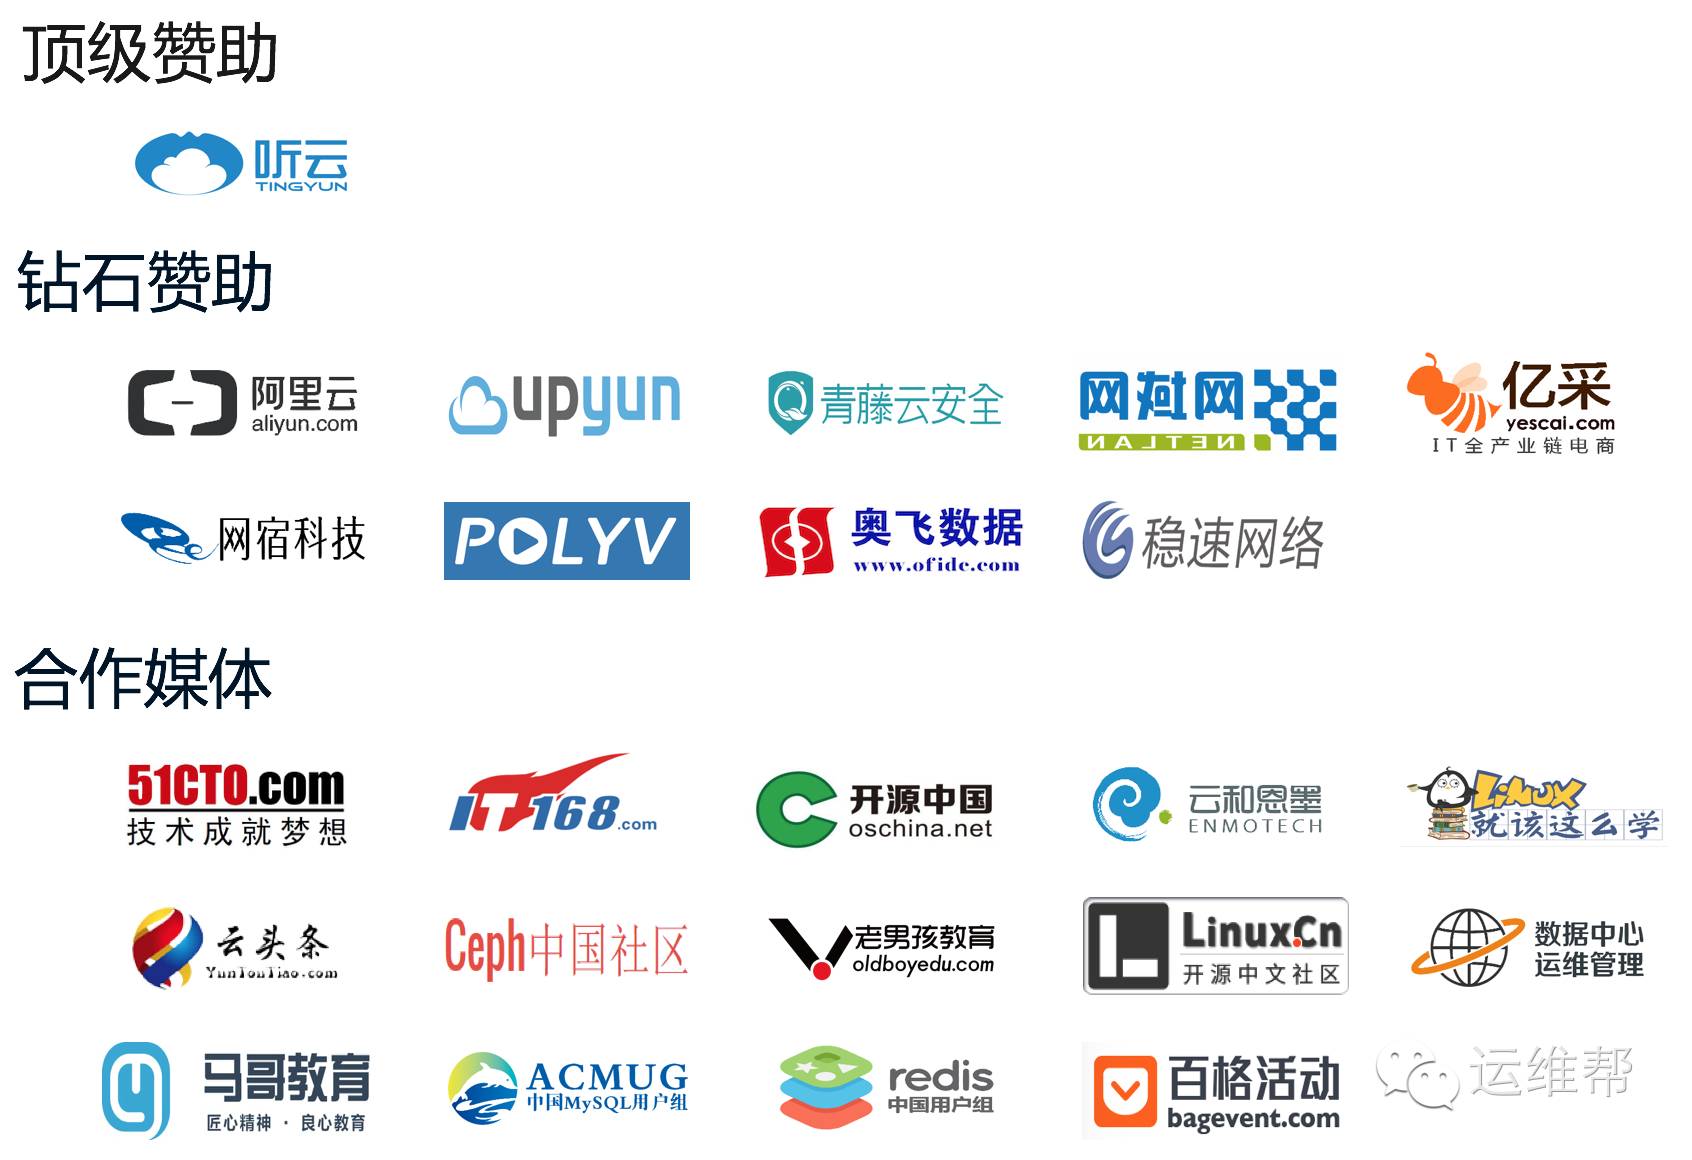 顶级赞助
听云
TINGYUN
钻石赞助
阿里云
aliyun.com
upyun
青藤云安全
网域网
NETLAN
亿采
yescai.com
IT全产业链电商
网宿科技
POLYV
奥飞数据
www.ofidc.com
稳速网络
合作媒体
51CTO.com
技术成就梦想
IT168.com
开源中国
oschina.net
云和恩墨
ENMOTECH
Linux
就该这么学
云头条
YunTouTiao.com
Ceph中国社区
老男孩教育
oldboyedu.com
Linux.Cn
开源中文社区
数据中心
运维管理
马哥教育
匠心精神 · 良心教育
ACMUG
中国MySQL用户组
redis
中国用户组
百格活动
bagevent.com
运维帮